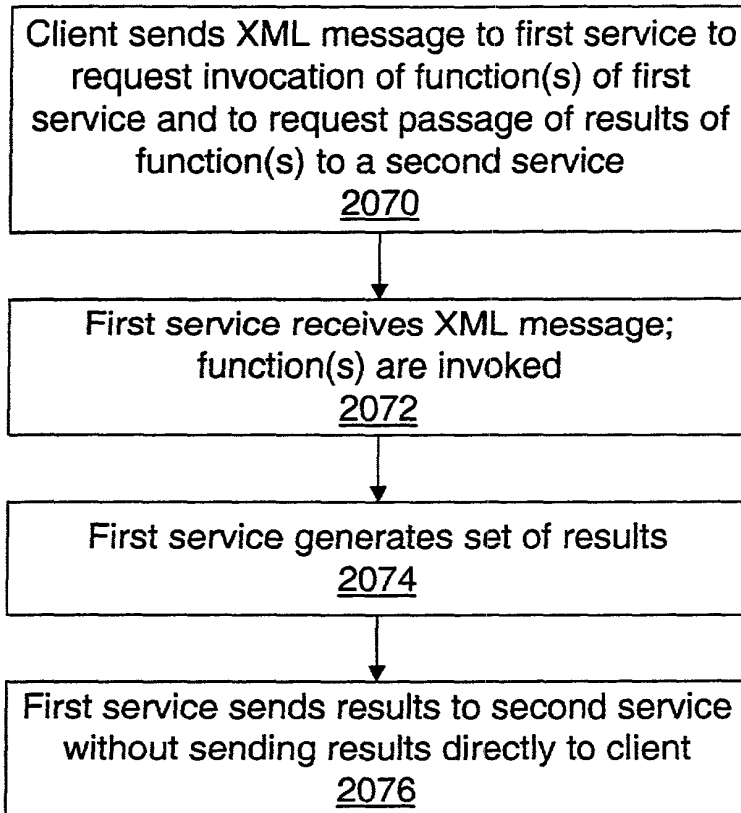 Client sends XML message to first service to
request invocation of function(s) of first
service and to request passage of results of
function(s) to a second service
2070
First service receives XML message;
function(s) are invoked
2072
First service generates set of results
2074
First service sends results to second service
without sending results directly to client
2076